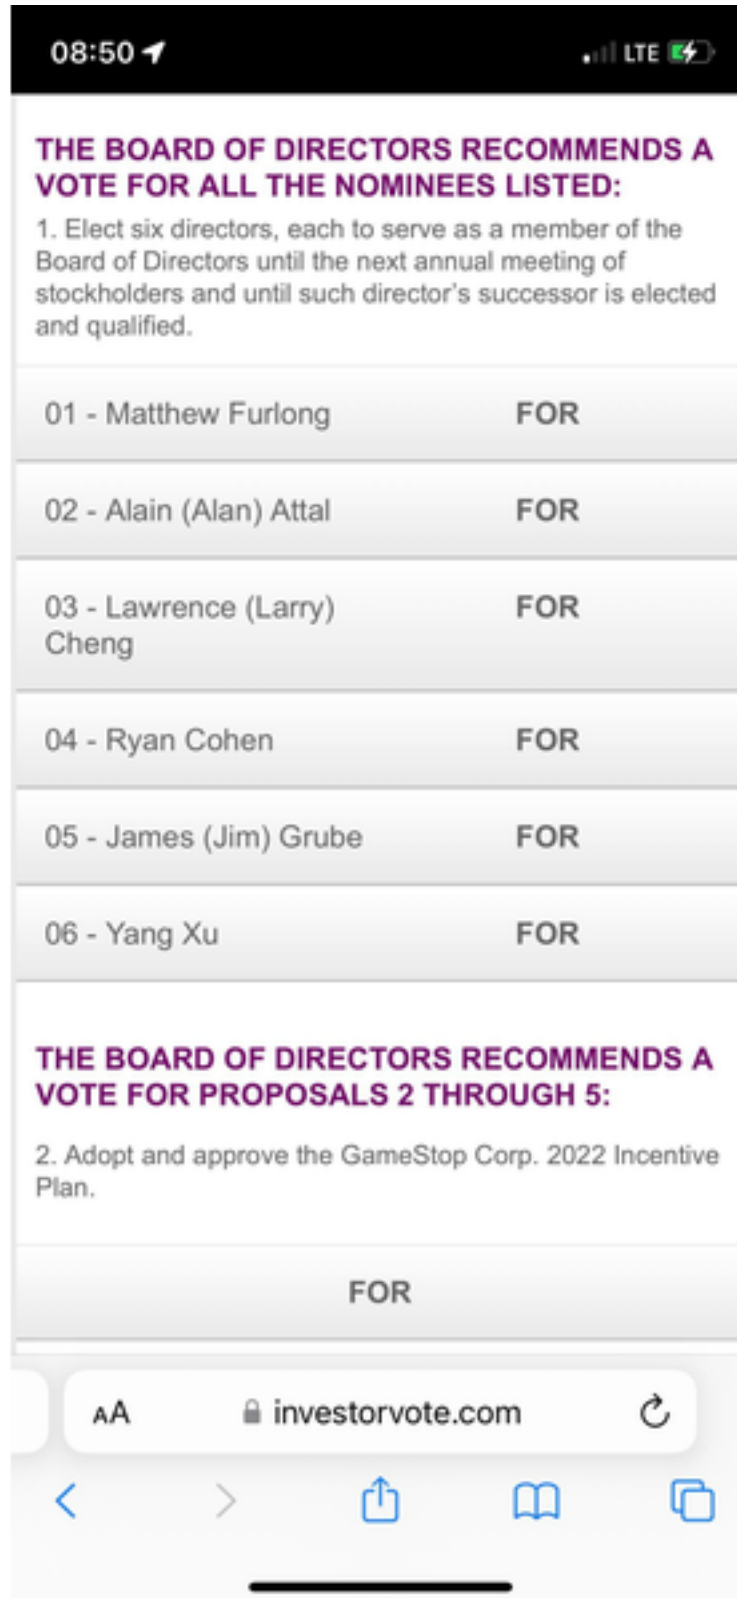 08:50
LTE
THE BOARD OF DIRECTORS RECOMMENDS A
VOTE FOR ALL THE NOMINEES LISTED:
1. Elect six directors, each to serve as a member of the
Board of Directors until the next annual meeting of
stockholders and until such director's successor is elected
and qualified.
01 - Matthew Furlong FOR
02 - Alain (Alan) Attal FOR
03 - Lawrence (Larry) FOR
Cheng
04 - Ryan Cohen FOR
05 - James (Jim) Grube FOR
06 - Yang Xu FOR
THE BOARD OF DIRECTORS RECOMMENDS A
VOTE FOR PROPOSALS 2 THROUGH 5:
2. Adopt and approve the GameStop Corp. 2022 Incentive
Plan.
FOR
AA investorvote.com